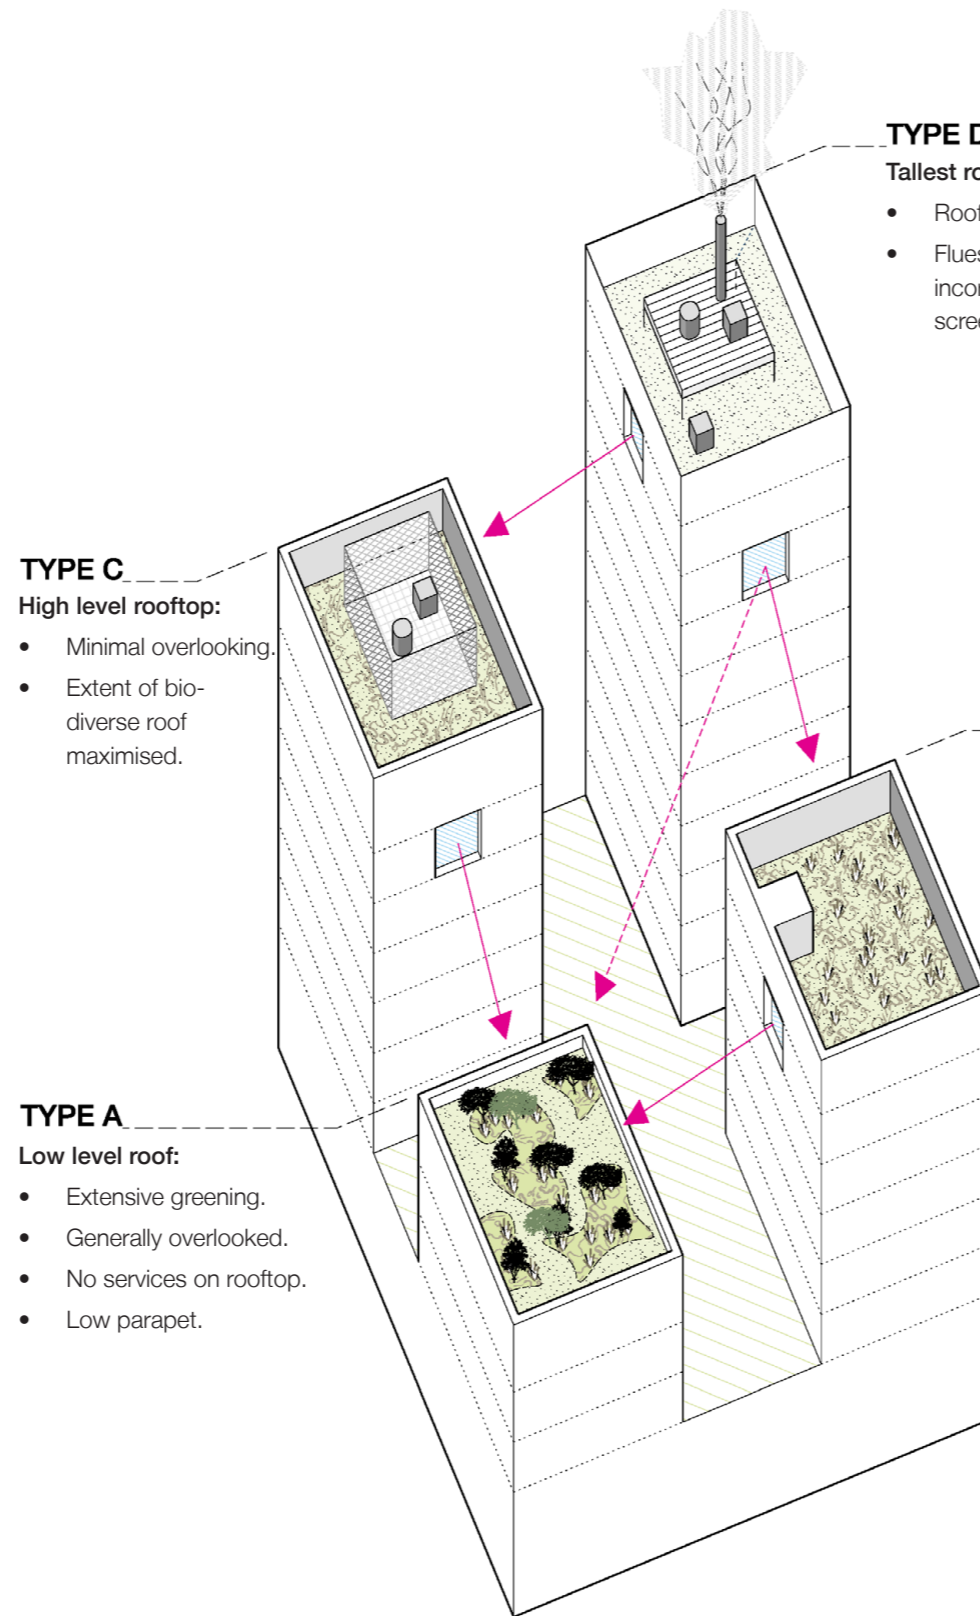 TYPE D
Tallest ro
• Roof
• Flues
incor
scree
TYPE C
High level rooftop:
• Minimal overlooking.
• Extent of bio-
diverse roof
maximised.
TYPE A
Low level roof:
• Extensive greening.
• Generally overlooked.
• No services on rooftop.
• Low parapet.